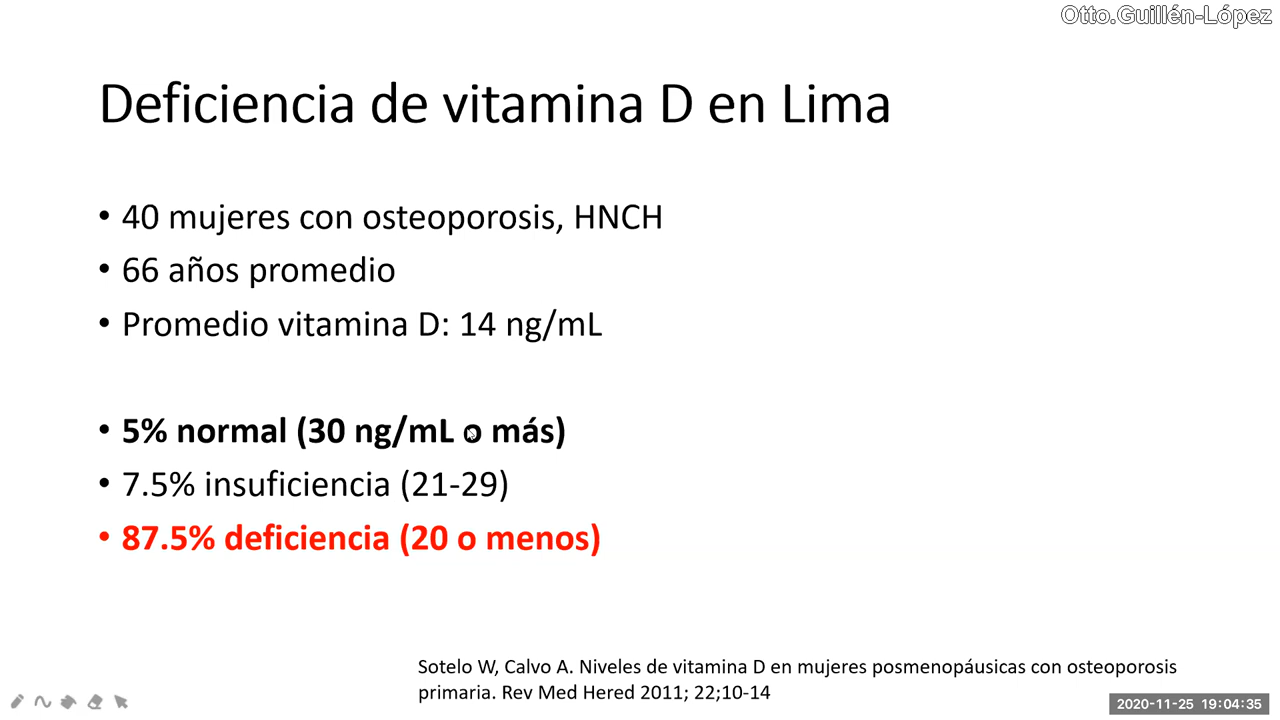 Otto.Guillén-López
Deficiencia de vitamina D en Lima
• 40 mujeres con osteoporosis, HNCH
• 66 años promedio
• Promedio vitamina D: 14 ng/mL
• 5% normal (30 ng/mL o más)
• 7.5% insuficiencia (21-29)
• 87.5% deficiencia (20 o menos)
Sotelo W, Calvo A. Niveles de vitamina D en mujeres posmenopáusicas con osteoporosis
primaria. Rev Med Hered 2011; 22;10-14
2020-11-25 19:04:35